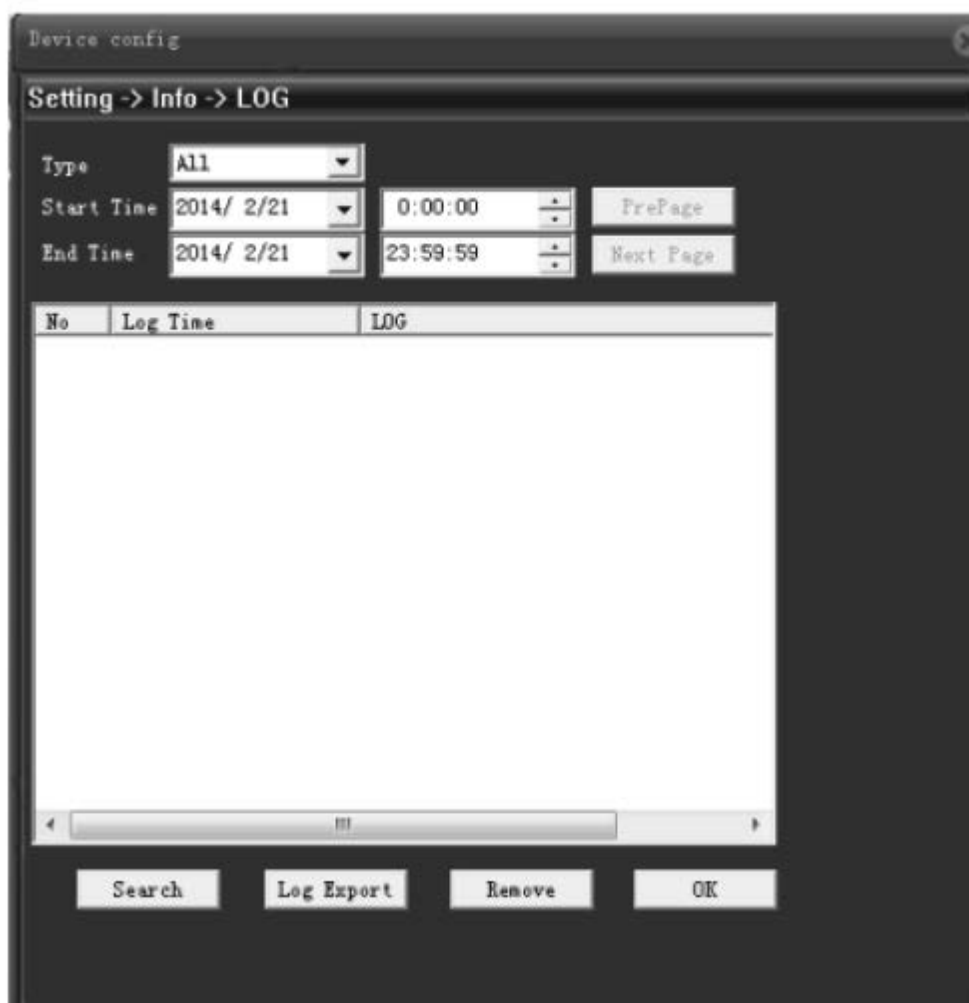 Device config
Setting -> Info -> LOG
Type All
Start Time 2014/ 2/21 0:00:00 PrePage
End Time 2014/ 2/21 23:59:59 Next Page
No Log Time LOG
Search Log Export Remove OK